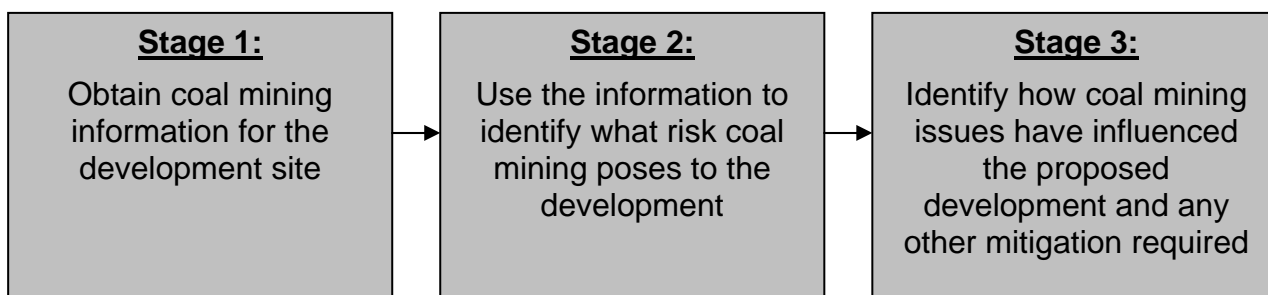 Stage 1:
Obtain coal mining
information for the
development site
Stage 2:
Use the information to
identify what risk coal
mining poses to the
development
Stage 3:
Identify how coal mining
issues have influenced
the proposed
development and any
other mitigation required